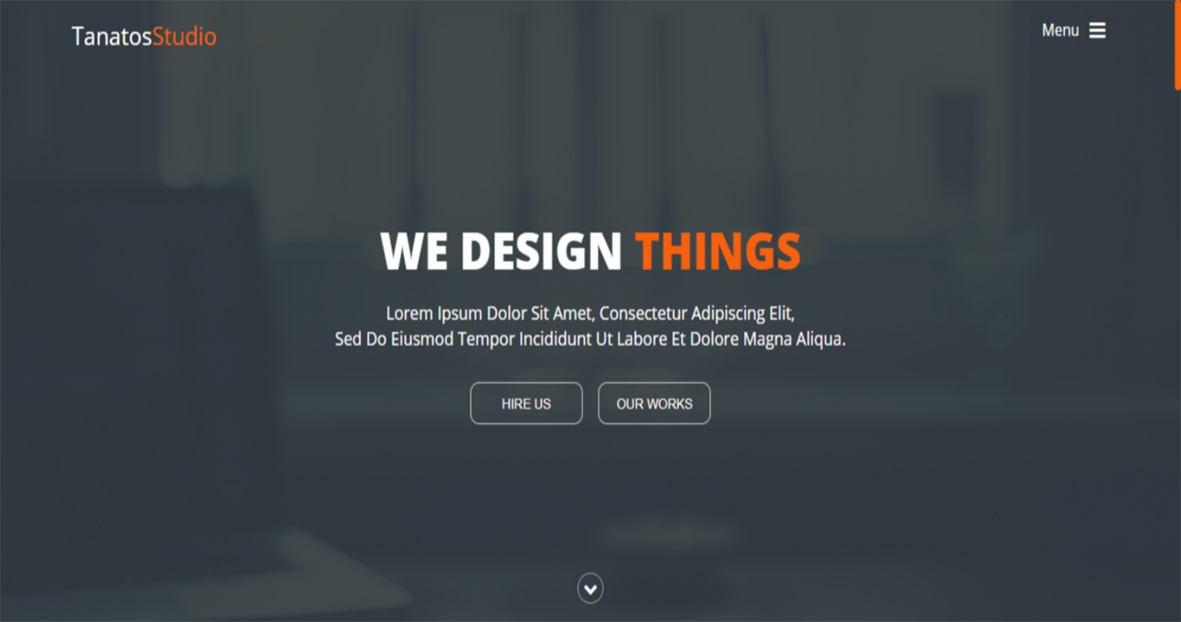 TanatosStudio
Menu
WE DESIGN THINGS
Lorem Ipsum Dolor Sit Amet, Consectetur Adipiscing Elit,
Sed Do Eiusmod Tempor Incididunt Ut Labore Et Dolore Magna Aliqua.
HIRE US
OUR WORKS